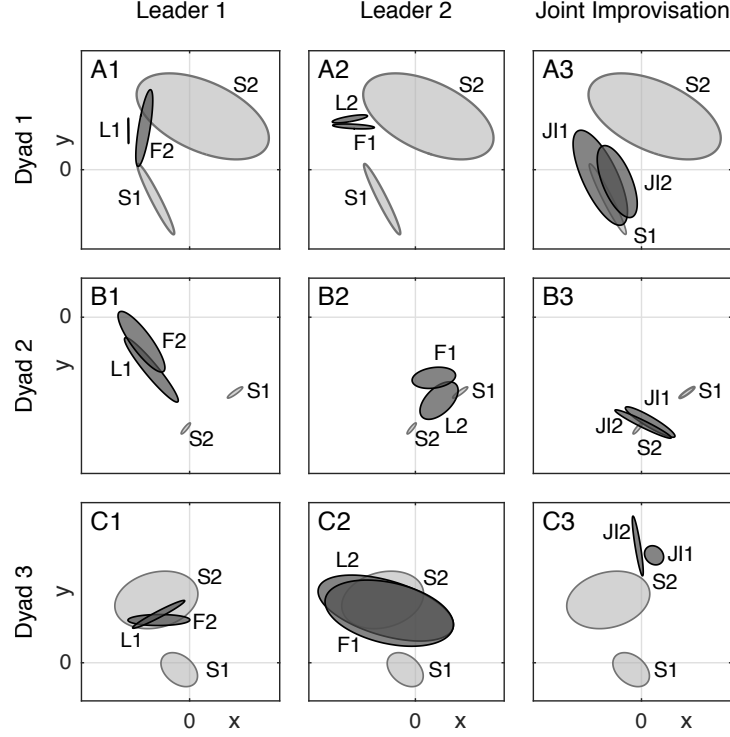 Leader 1 Leader 2 Joint Improvisation
Dyad 1
y
0
A1
S2
L1
F2
S1
A2
S2
L2
F1
S1
A3
S2
JI1
JI2
S1
Dyad 2
y
0
B1
F2
L1
S1
S2
B2
F1
S1
L2
S2
B3
S1
JI1
JI2
S2
Dyad 3
y
0
C1
S2
L1
F2
S1
C2
L2
S2
F1
S1
C3
JI2
JI1
S2
S1
0 x 0 x 0 x